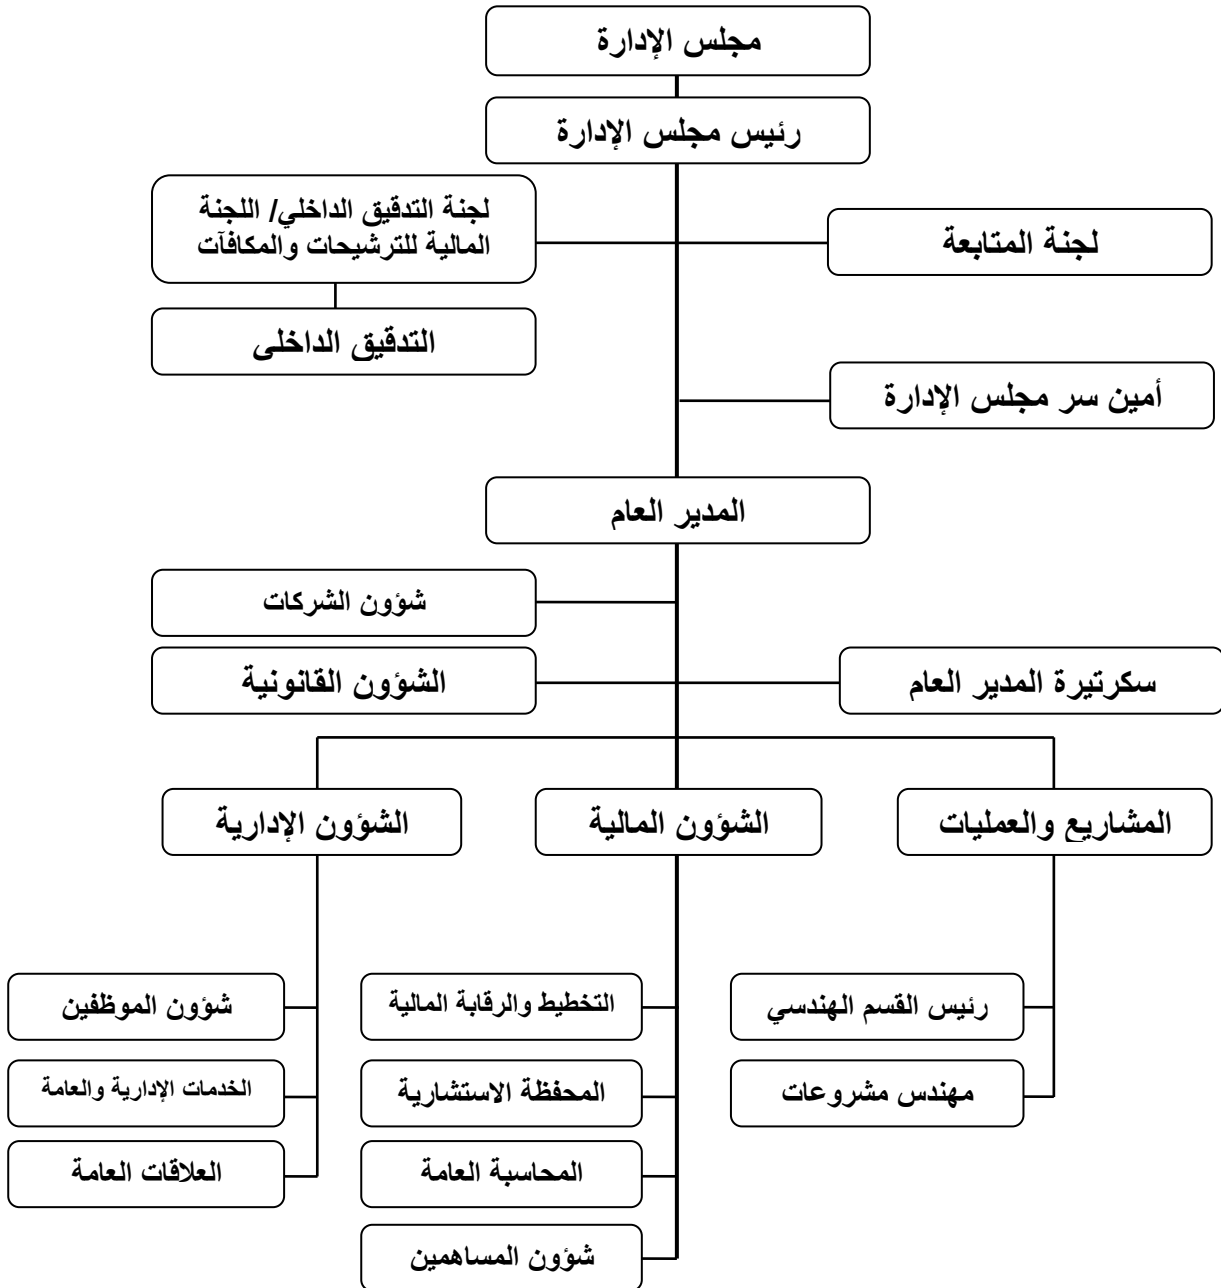 مجلس الإدارة
رئيس مجلس الإدارة
لجنة المتابعة
لجنة التدقيق الداخلي/ اللجنة
المالية للترشيحات والمكافآت
التدقيق الداخلى
أمين سر مجلس الإدارة
المدير العام
شؤون الشركات
سكرتيرة المدير العام
الشؤون القانونية
المشاريع والعمليات
الشؤون المالية
الشؤون الإدارية
رئيس القسم الهندسي
التخطيط والرقابة المالية
شؤون الموظفين
مهندس مشروعات
المحفظة الاستشارية
الخدمات الإدارية والعامة
المحاسبة العامة
العلاقات العامة
شؤون المساهمين